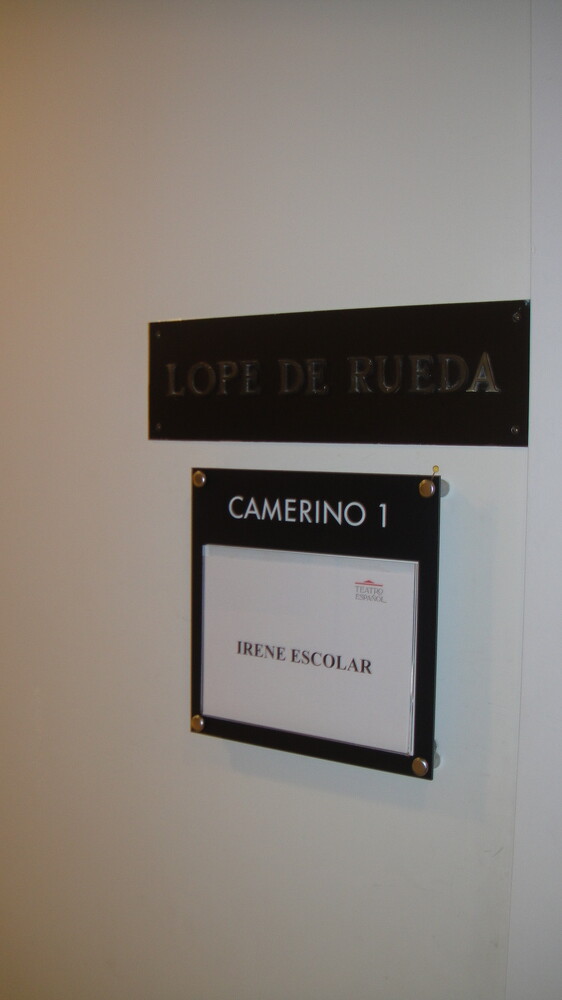 LOPE DE RUEDA
CAMERINO 1
TEATRO
ESPAÑOL
IRENE ESCOLAR